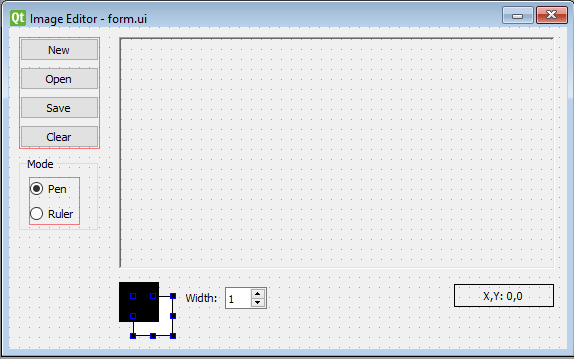 Qt Image Editor - form.ui
New
Open
Save
Clear
Mode
Pen
Ruler
Width: 1
X,Y: 0,0